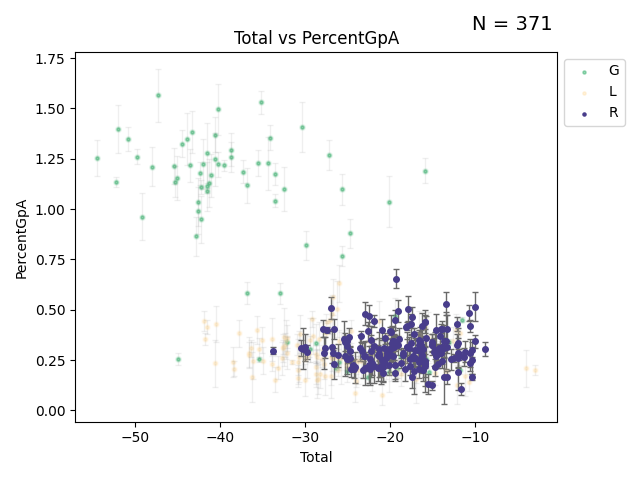 N = 371
Total vs PercentGpA
G
L
R
PercentGpA
1.75
1.50
1.25
1.00
0.75
0.50
0.25
0.00
−50
−40
−30
−20
−10
Total